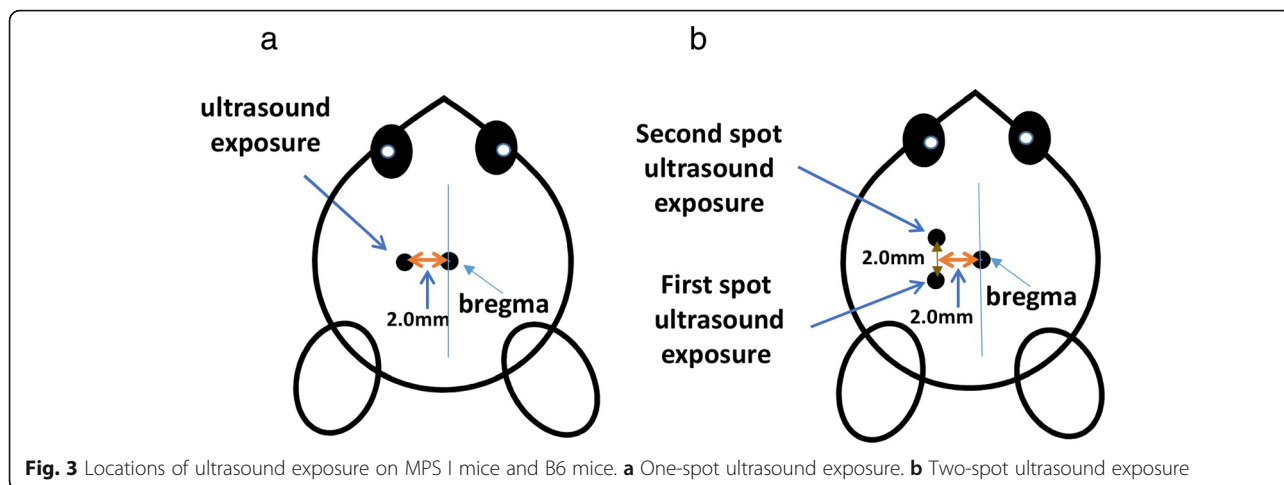 a
ultrasound
exposure
2.0mm
bregma
b
Second spot
ultrasound
exposure
2.0mm
First spot
ultrasound
exposure
2.0mm
bregma
Fig. 3 Locations of ultrasound exposure on MPS I mice and B6 mice. a One-spot ultrasound exposure. b Two-spot ultrasound exposure